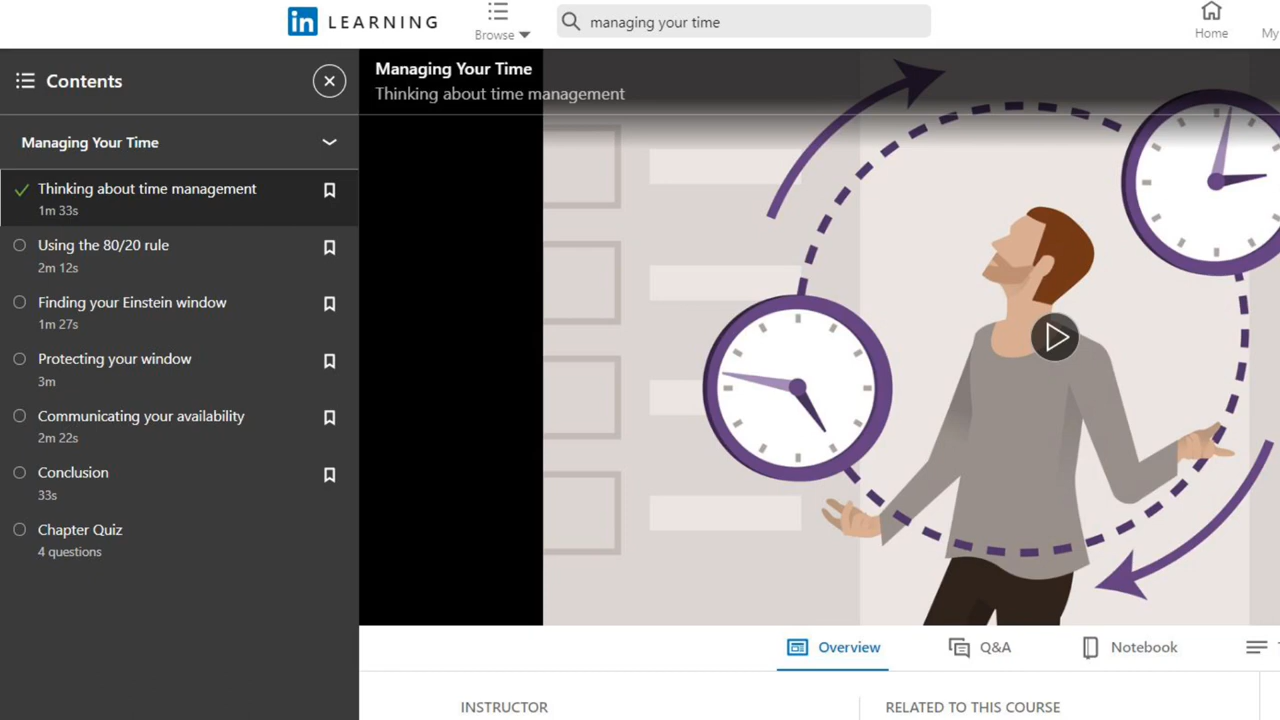 in LEARNING
Browse
managing your time
Home
My
Contents
Managing Your Time
Thinking about time management
1m 33s
Using the 80/20 rule
2m 12s
Finding your Einstein window
1m 27s
Protecting your window
3m
Communicating your availability
2m 22s
Conclusion
33s
Chapter Quiz
4 questions
Managing Your Time
Thinking about time management
Overview
Q&A
Notebook
INSTRUCTOR
RELATED TO THIS COURSE